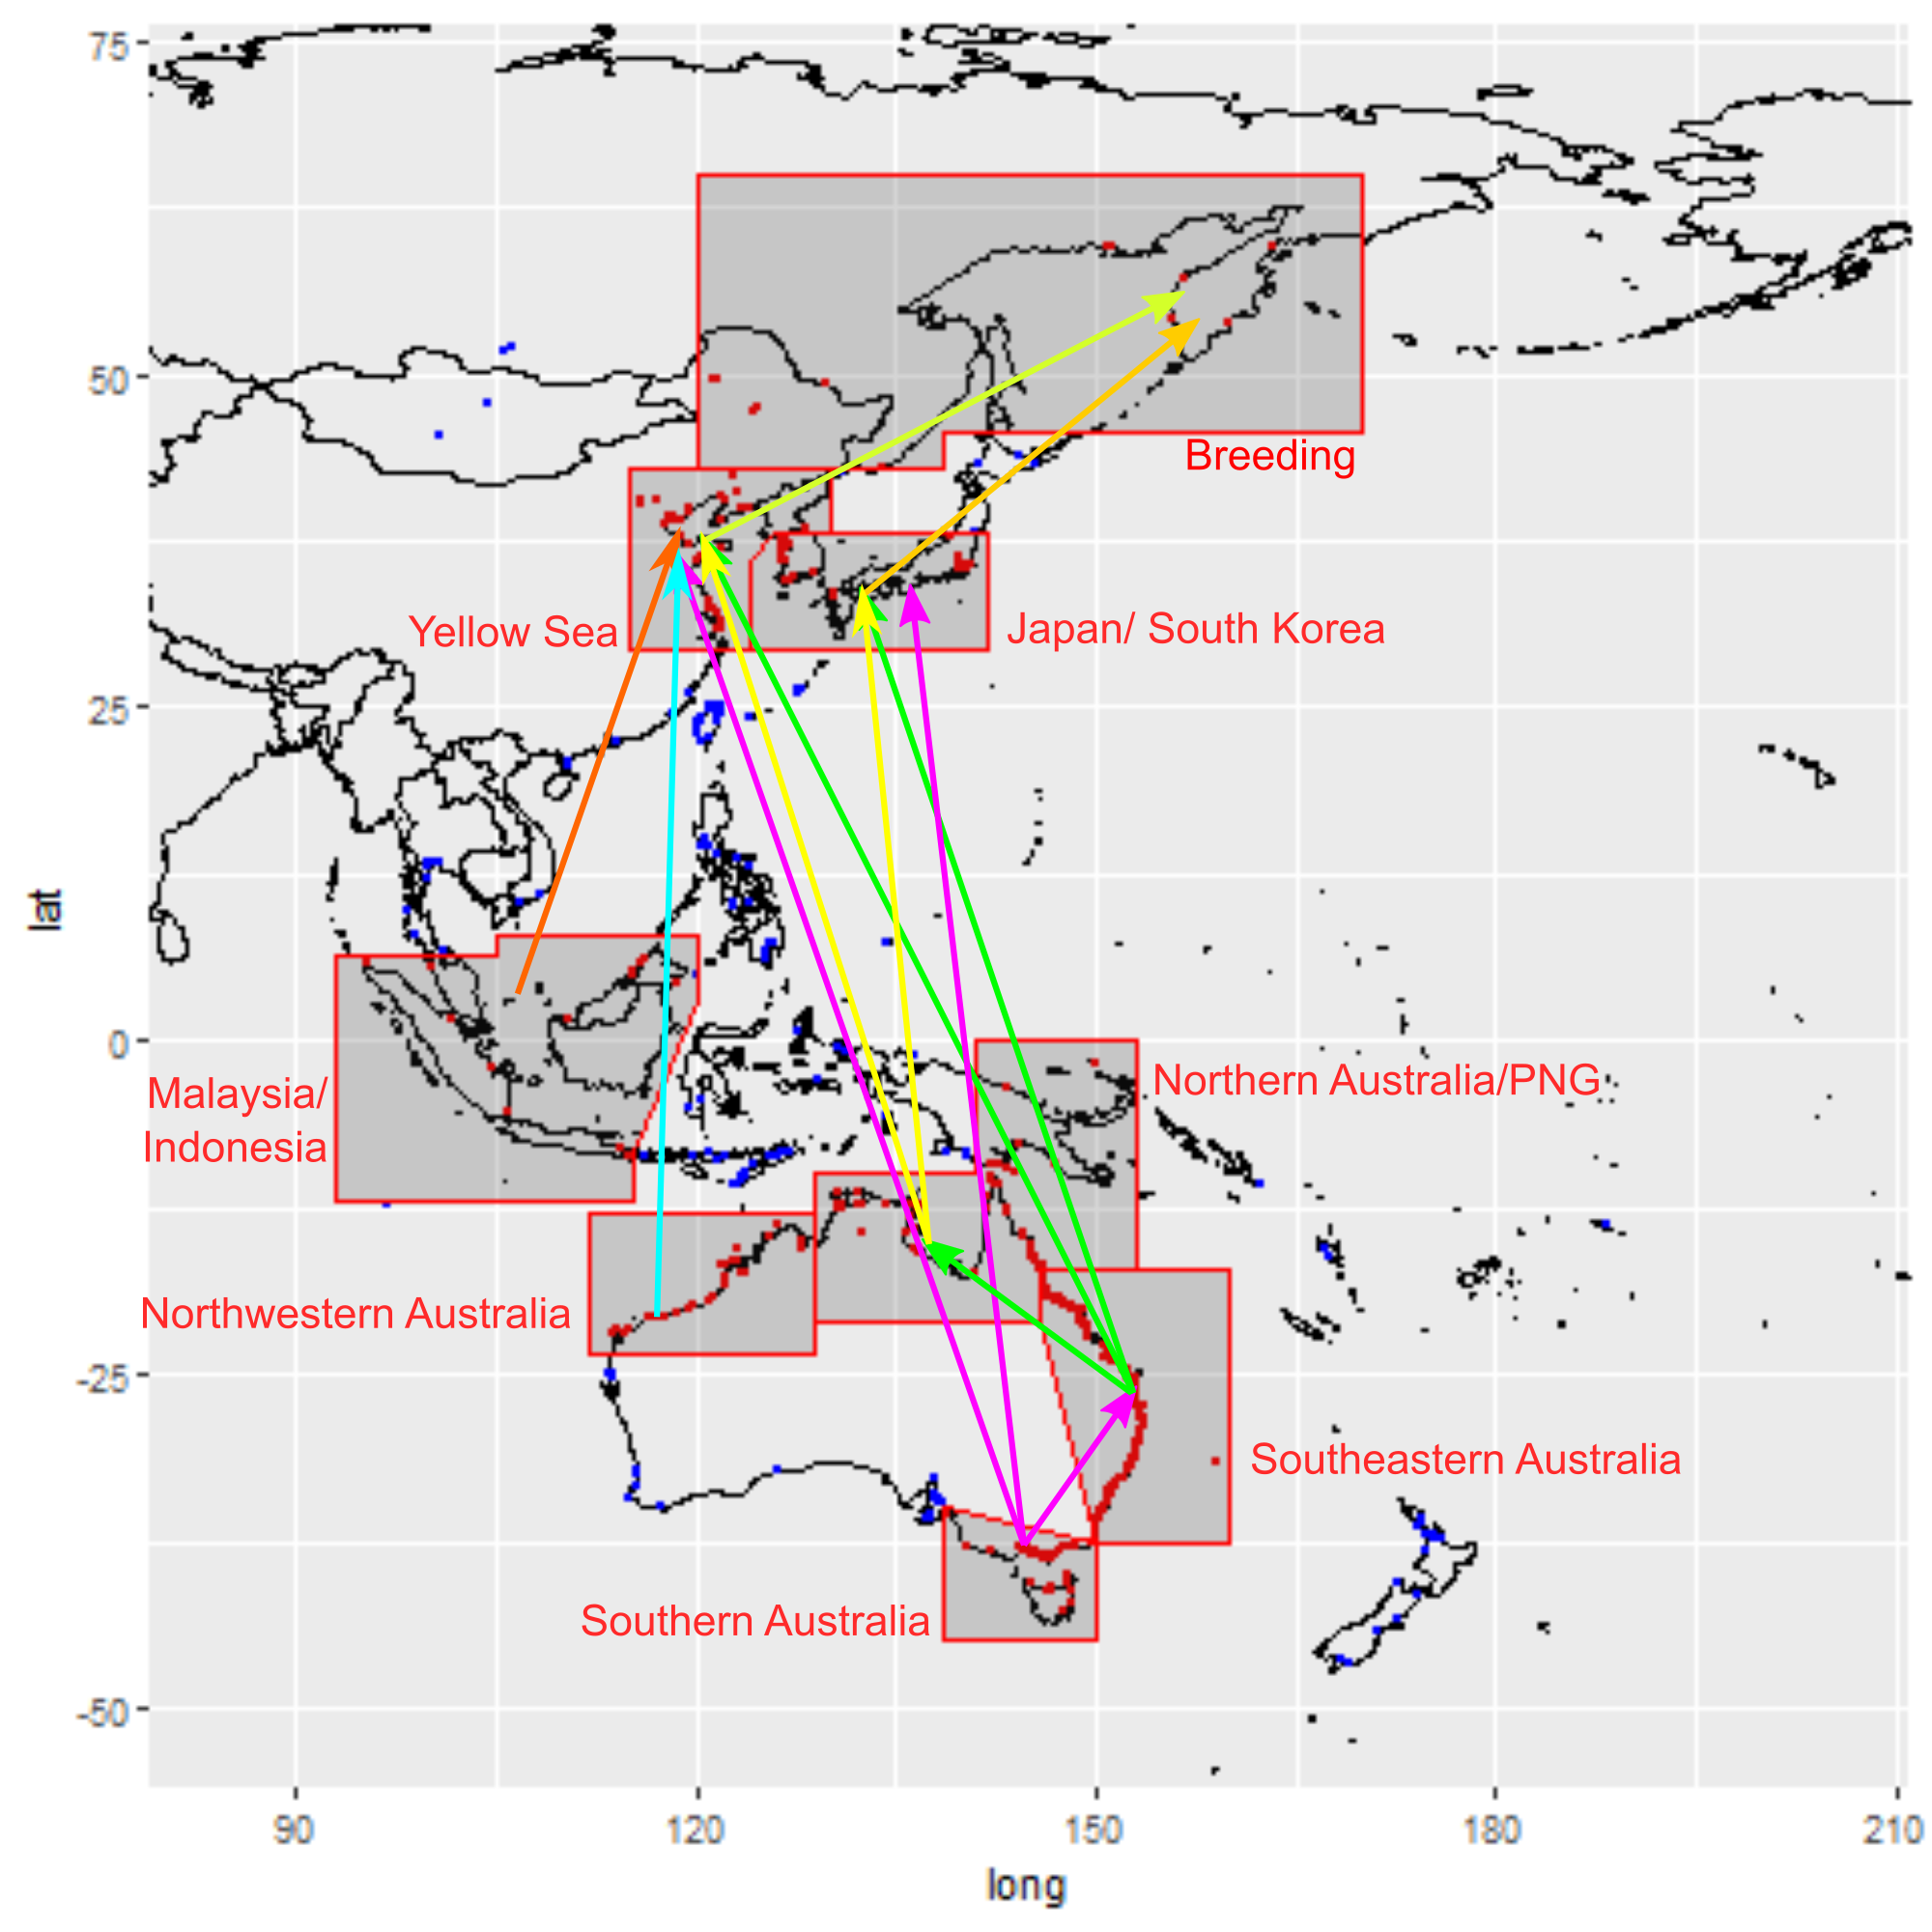 75
50
25
0
-25
-50
lat
Breeding
Yellow Sea
Japan/ South Korea
Malaysia/
Indonesia
Northern Australia/PNG
Northwestern Australia
Southeastern Australia
Southern Australia
90
120
150
180
210
long